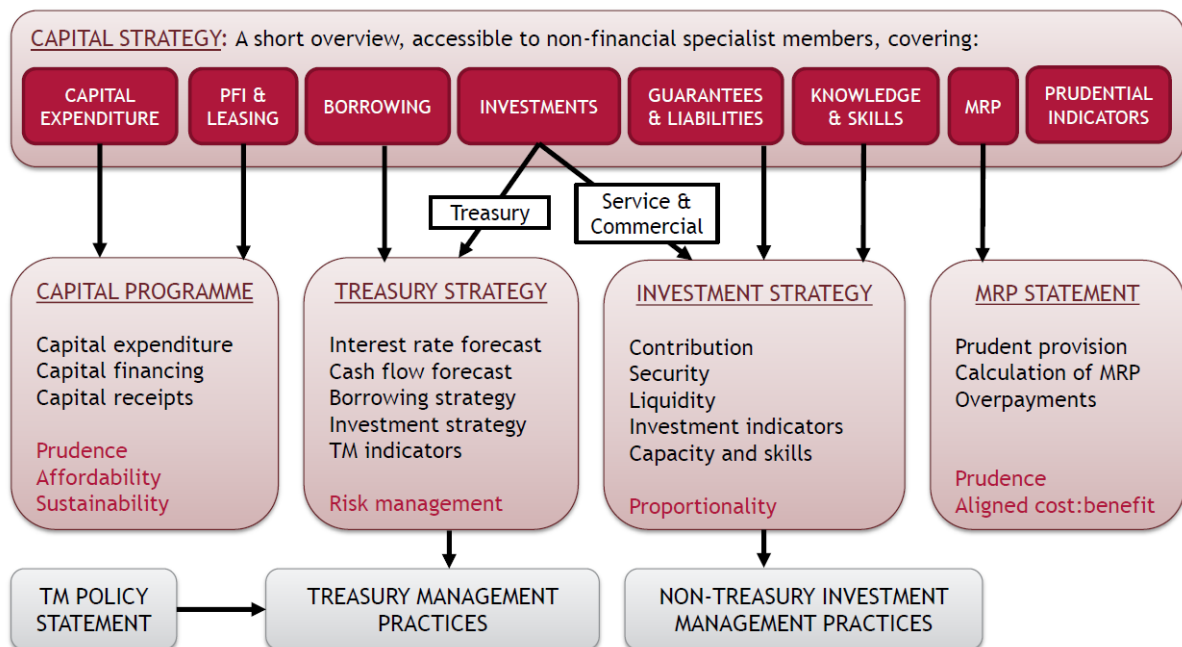 CAPITAL STRATEGY: A short overview, accessible to non-financial specialist members, covering:
CAPITAL
EXPENDITURE
PFI &
LEASING
BORROWING
INVESTMENTS
GUARANTEES
& LIABILITIES
KNOWLEDGE
& SKILLS
MRP
PRUDENTIAL
INDICATORS
Treasury
Service &
Commercial
CAPITAL PROGRAMME
Capital expenditure
Capital financing
Capital receipts
Prudence
Affordability
Sustainability
TREASURY STRATEGY
Interest rate forecast
Cash flow forecast
Borrowing strategy
Investment strategy
TM indicators
Risk management
INVESTMENT STRATEGY
Contribution
Security
Liquidity
Investment indicators
Capacity and skills
Proportionality
MRP STATEMENT
Prudent provision
Calculation of MRP
Overpayments
Prudence
Aligned cost:benefit
TM POLICY
STATEMENT
TREASURY MANAGEMENT
PRACTICES
NON-TREASURY INVESTMENT
MANAGEMENT PRACTICES